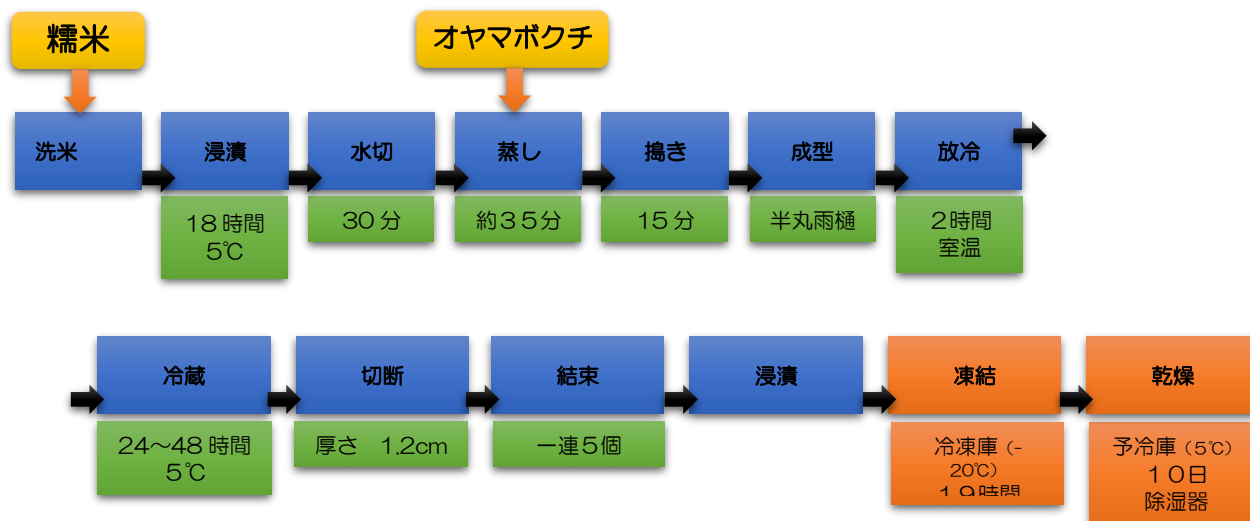 糯米
オヤマボクチ
洗米
浸漬
水切
蒸し
搗き
成型
放冷
18時間
5℃
30分
約35分
15分
半丸雨樋
2時間
室温
冷蔵
切断
結束
浸漬
凍結
乾燥
24～48時間
5℃
厚さ 1.2cm
一連5個
冷凍庫（-
20℃）
19時間
予冷庫（5℃）
10日
除湿器